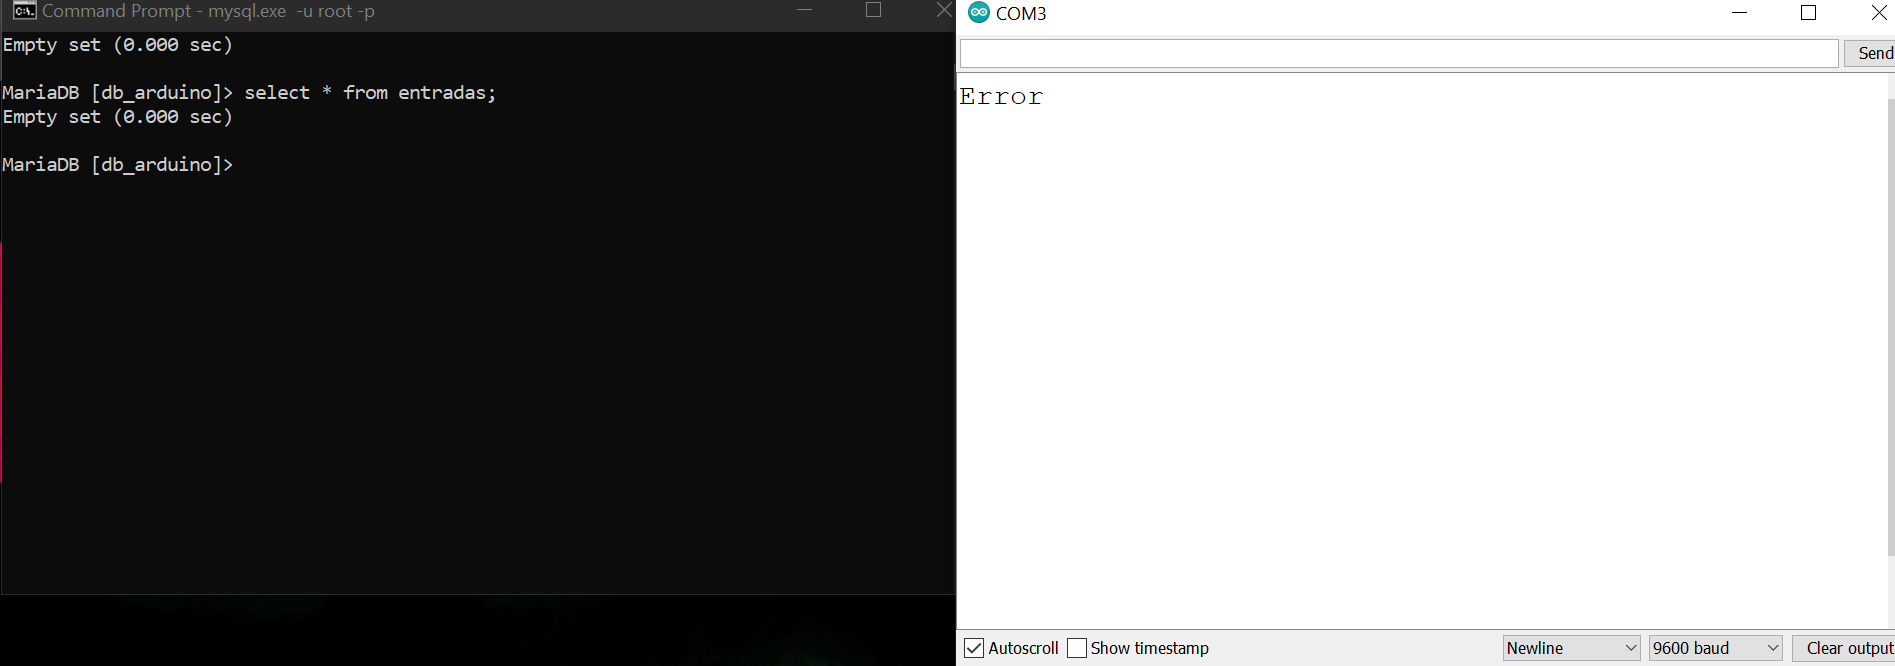 Command Prompt - mysql.exe -u root -p
Empty set (0.000 sec)
MariaDB [db_arduino]> select * from entradas;
Empty set (0.000 sec)
MariaDB [db_arduino]>
COM3
Send
Error
Autoscroll
Show timestamp
Newline
9600 baud
Clear output